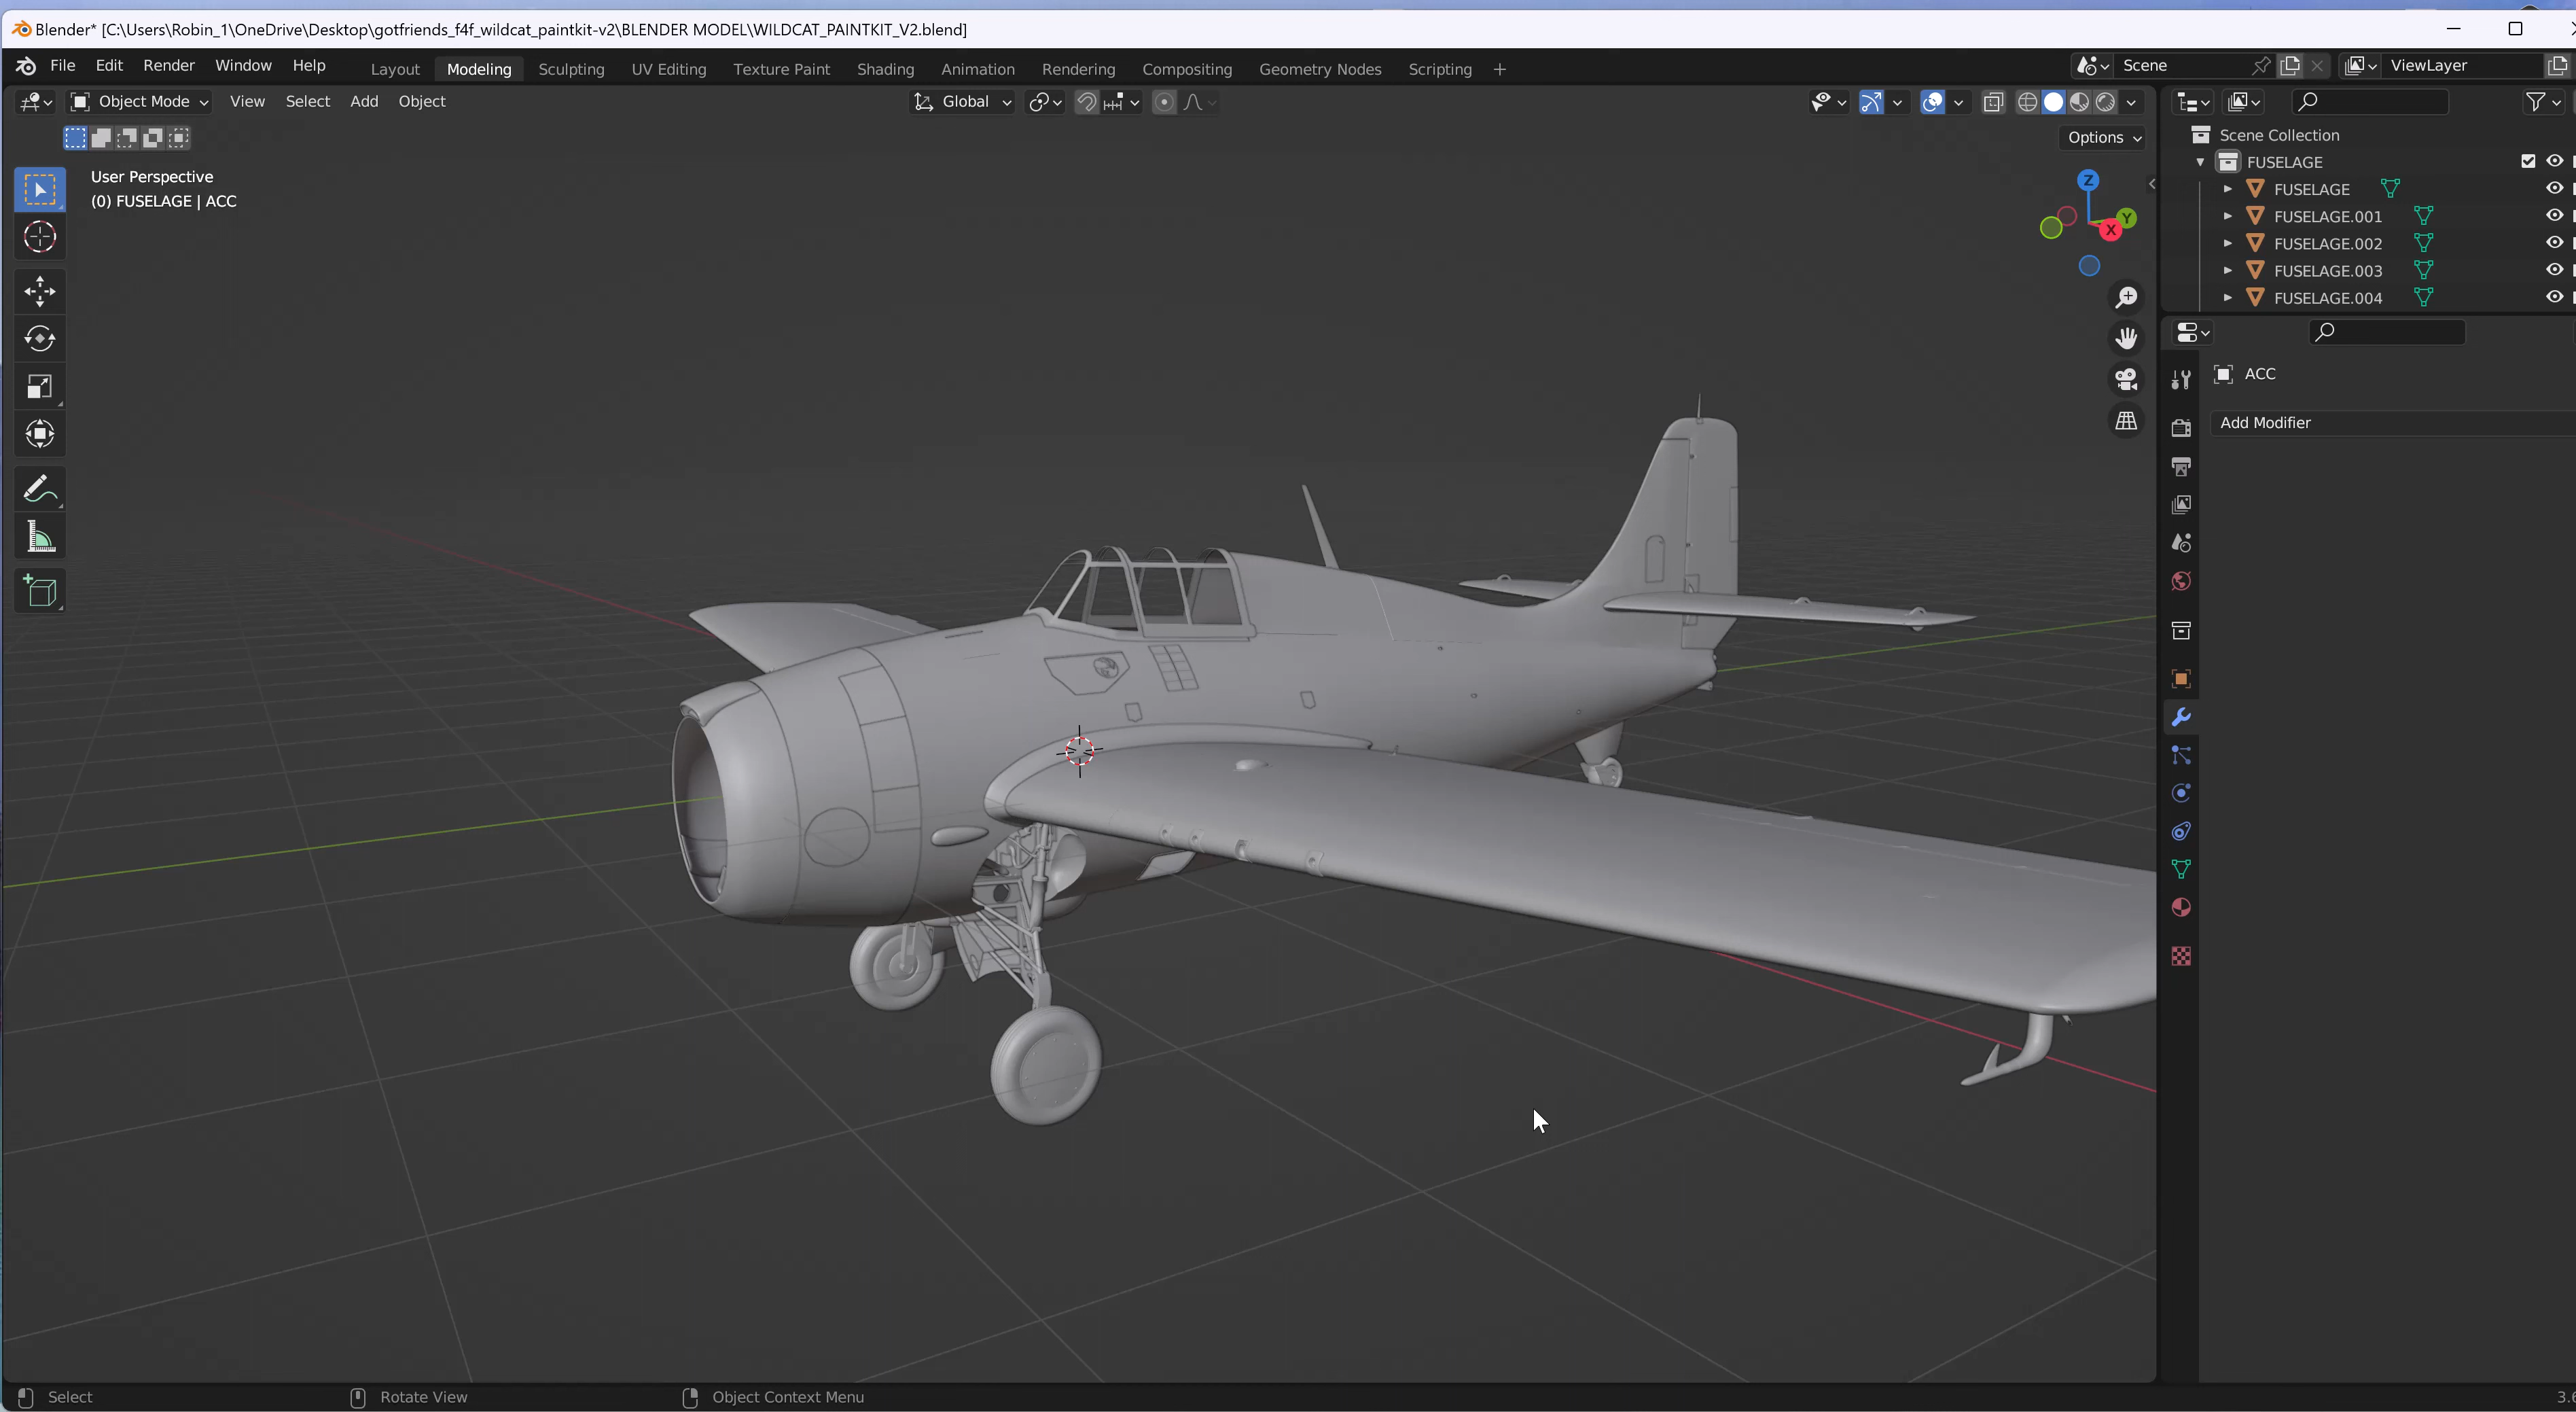 Blender* [C:\Users\Robin_1\OneDrive\Desktop\gotfriends_f4f_wildcat_paintkit-v2\BLENDER MODEL\WILDCAT_PAINTKIT_V2.blend]
File Edit Render Window Help Layout Modeling Sculpting UV Editing Texture Paint Shading Animation Rendering Compositing Geometry Nodes Scripting + Scene ViewLayer
Object Mode View Select Add Object Global
Options
User Perspective
(0) FUSELAGE | ACC
Z
Y
X
Scene Collection
FUSELAGE
FUSELAGE
FUSELAGE.001
FUSELAGE.002
FUSELAGE.003
FUSELAGE.004
ACC
Add Modifier
Select Rotate View Object Context Menu